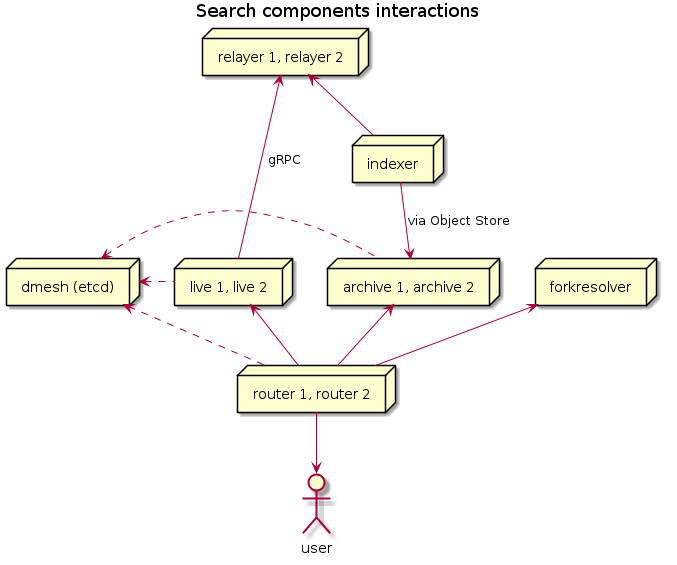 Search components interactions
relayer 1, relayer 2
gRPC
indexer
via Object Store
dmesh (etcd)
live 1, live 2
archive 1, archive 2
forkresolver
router 1, router 2
user